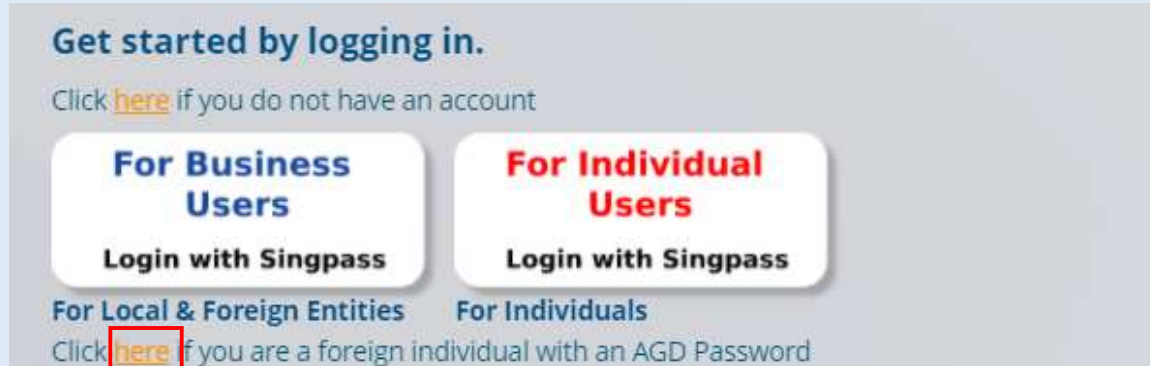 Get started by logging in.
Click here if you do not have an account
For Business
Users
Login with Singpass
For Individual
Users
Login with Singpass
For Local & Foreign Entities
For Individuals
Click here if you are a foreign individual with an AGD Password